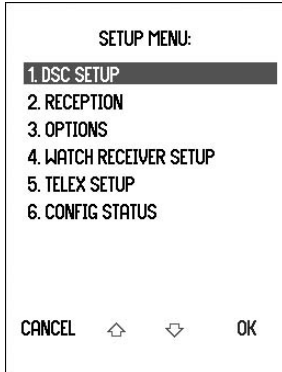 SETUP MENU:
1. DSC SETUP
2. RECEPTION
3. OPTIONS
4. WATCH RECEIVER SETUP
5. TELEX SETUP
6. CONFIG STATUS
CANCEL OK